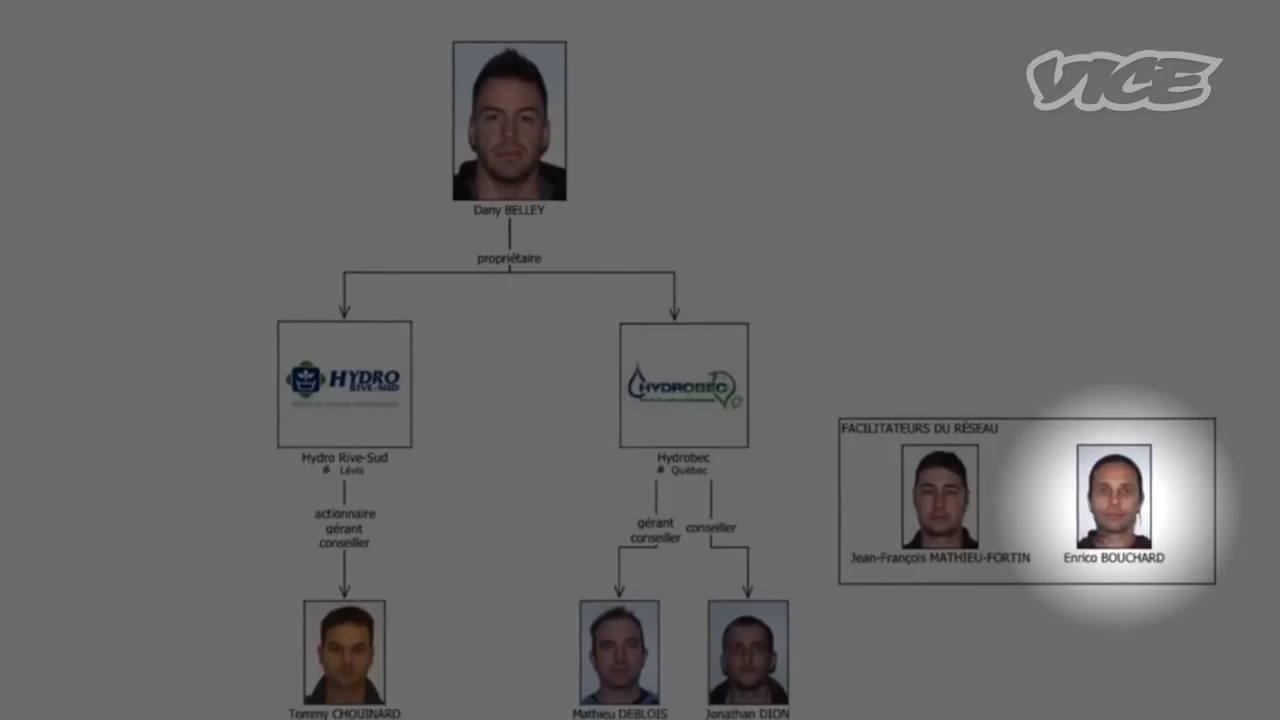 VICE
Dany BELLEY
propriétaire
HYDRO
RIVE-SUD
HYDROBEC
Hydro Rive-Sud
# Lévis
Hydrobec
# Québec
FACILITATEURS DU RÉSEAU
Jean-François MATHIEU-FORTIN
Enrico BOUCHARD
actionnaire
gérant
conseiller
gérant
conseiller
conseiller
Tommy CHOUINARD
Mathieu DEBLOIS
Jonathan DION